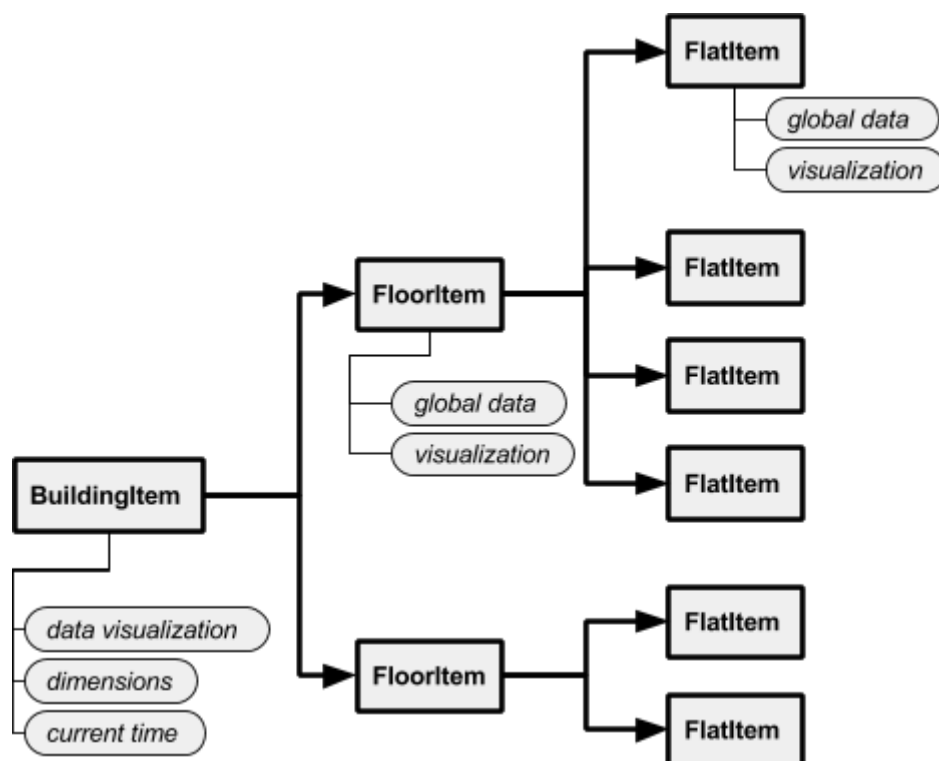 FlatItem
global data
visualization
FlatItem
FloorItem
FlatItem
global data
visualization
FlatItem
BuildingItem
FlatItem
data visualization
FloorItem
dimensions
FlatItem
current time